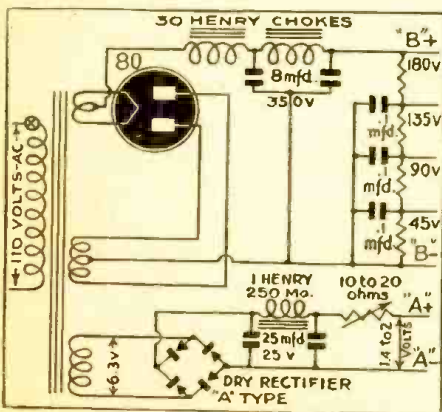 30 HENRY CHOKES
"B"+
80
8 mfd.
350v
180v
135v
.1
mfd.
90v
.1
mfd.
45v
.1
mfd.
"B-"
110 VOLTS-AC
1 HENRY
250 Ma.
10 to 20
ohms
"A+"
25 mfd
25 v
1.4 to 2
VOLTS
6.3v
DRY RECTIFIER
"A" TYPE
"A"